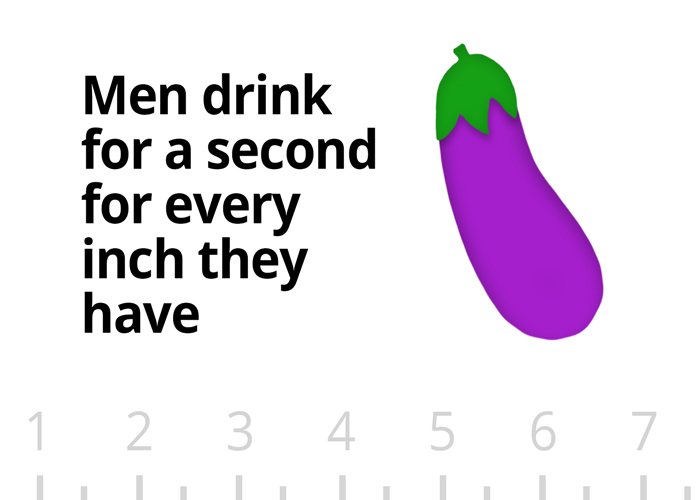 Men drink
for a second
for every
inch they
have
1 2 3 4 5 6 7